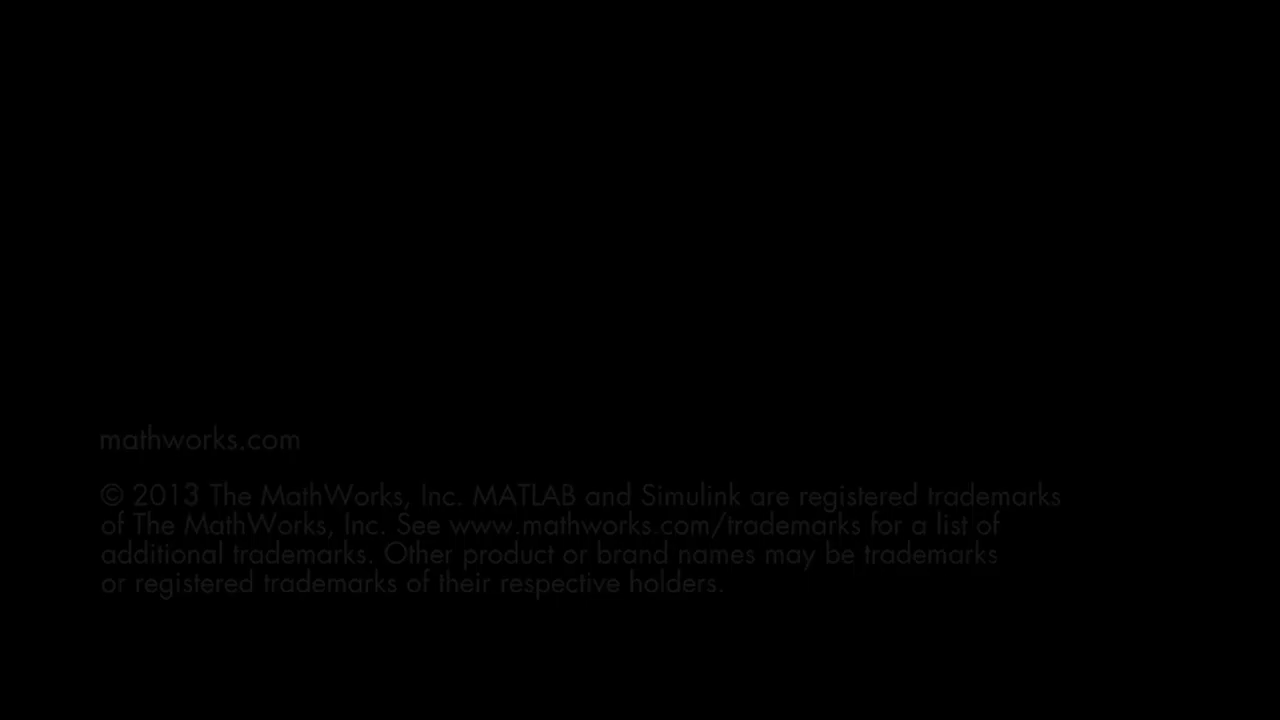 mathworks.com
© 2013 The MathWorks, Inc. MATLAB and Simulink are registered trademarks
of The MathWorks, Inc. See www.mathworks.com/trademarks for a list of
additional trademarks. Other product or brand names may be trademarks
or registered trademarks of their respective holders.